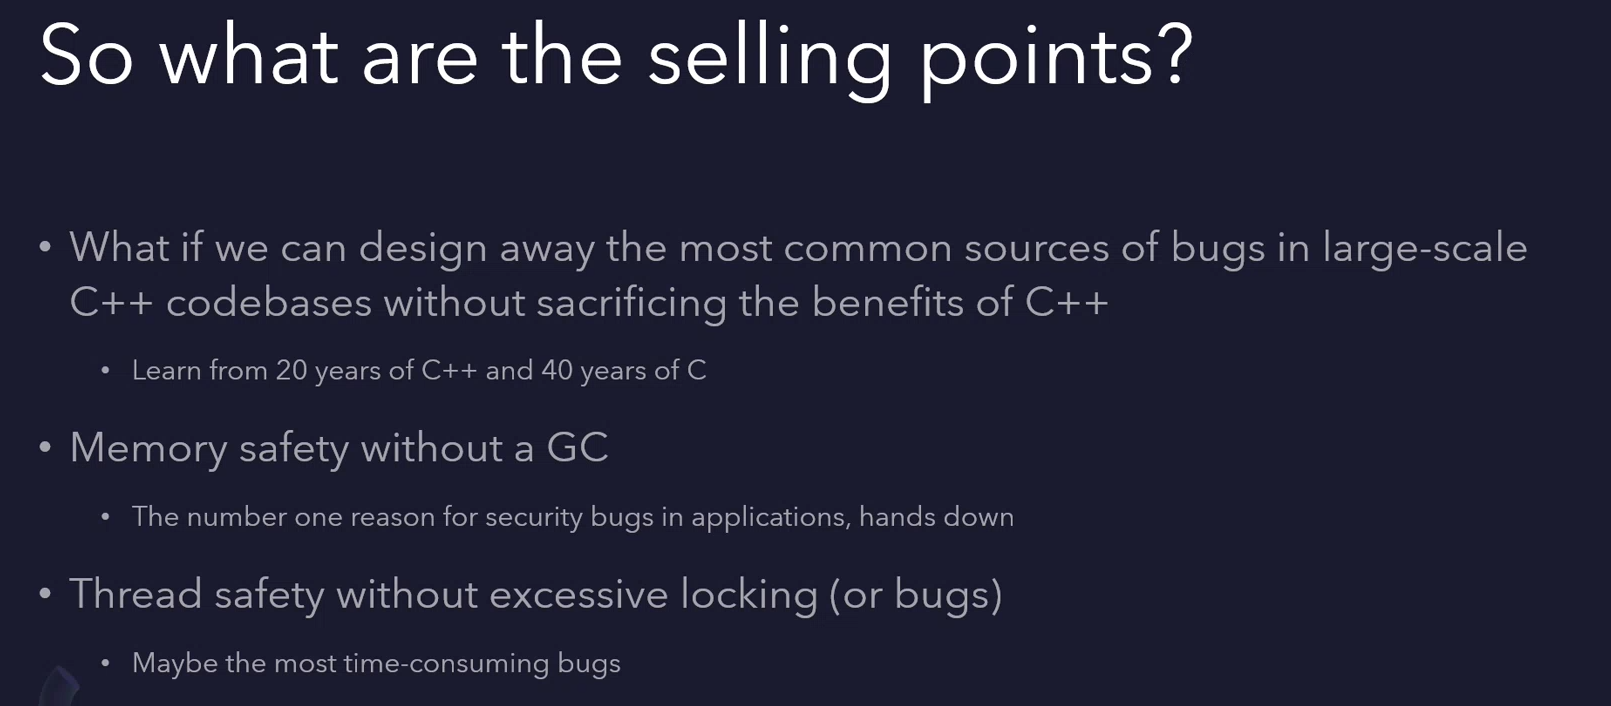 So what are the selling points?
• What if we can design away the most common sources of bugs in large-scale
C++ codebases without sacrificing the benefits of C++
• Learn from 20 years of C++ and 40 years of C
• Memory safety without a GC
• The number one reason for security bugs in applications, hands down
• Thread safety without excessive locking (or bugs)
• Maybe the most time-consuming bugs